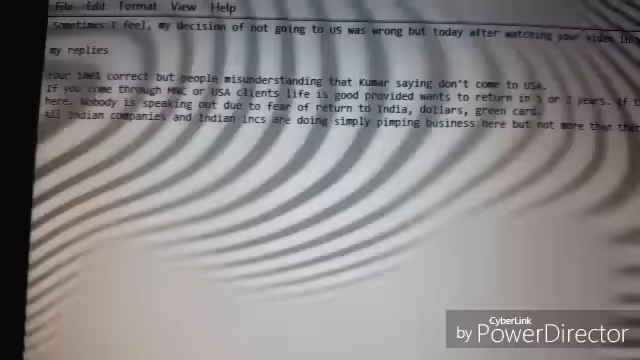 File Edit Format View Help
Sometimes I feel, my decision of not going to US was wrong but today after watching your video
my replies
Your 100% correct but people misunderstanding that Kumar saying don't come to USA.
If you come through MNC or USA clients life is good provided wants to return in 5 or 2 years. If
here. Nobody is speaking out due to fear of return to India, dollars, green card.
All Indian companies and Indian incs are doing simply pimping business here but not more than that
CyberLink
by PowerDirector